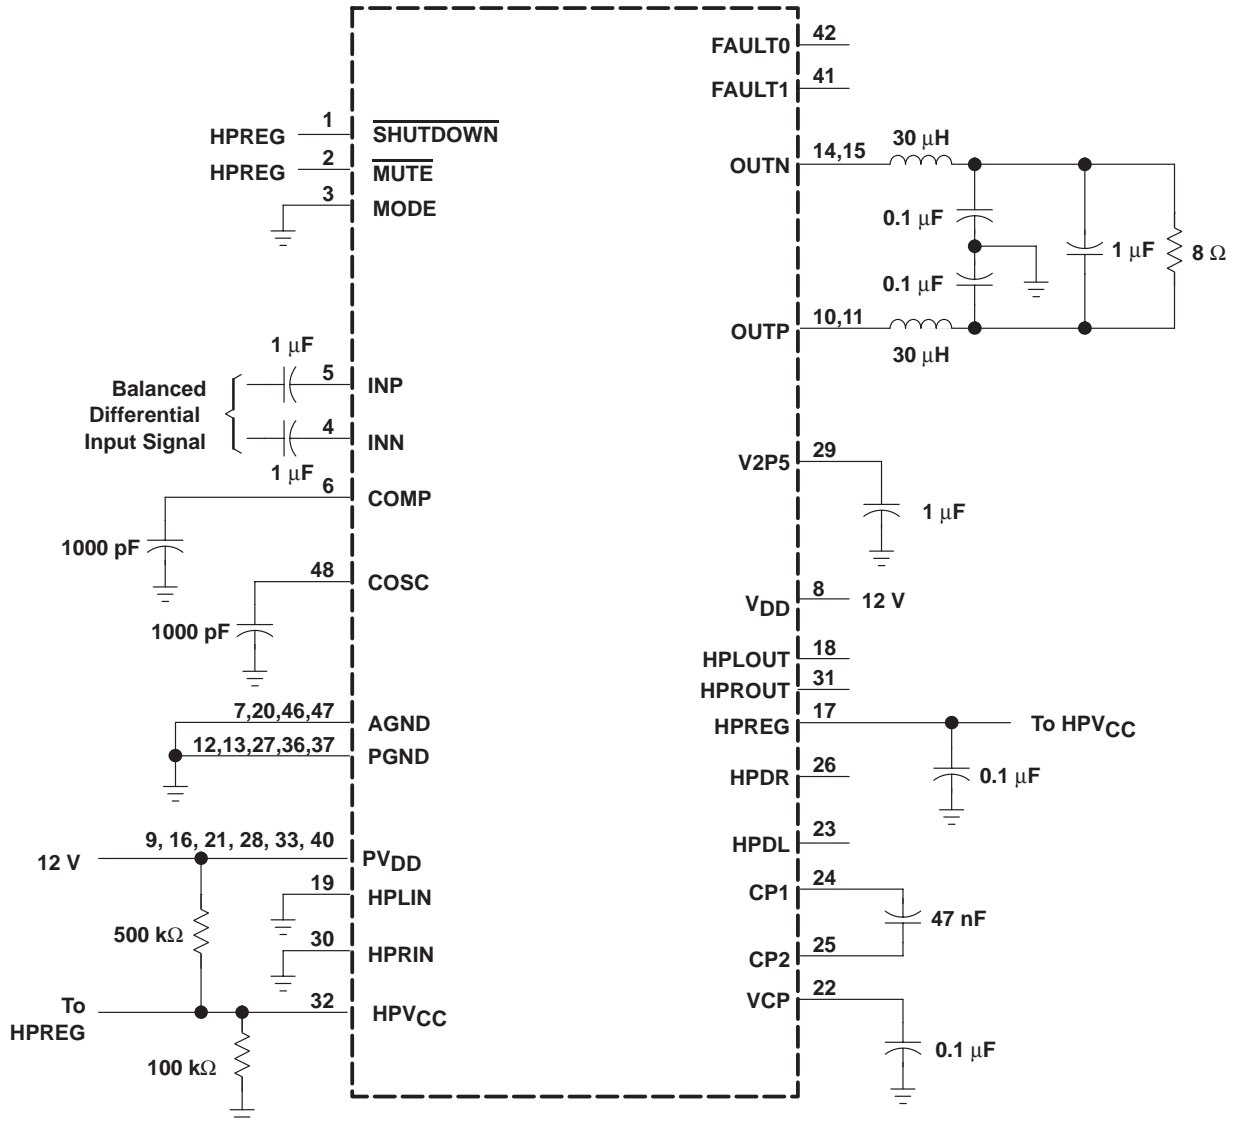 FAULT0
42
FAULT1
41
HPREG
1
SHUTDOWN
HPREG
2
MUTE
3
MODE
OUTN
14,15
30 μH
0.1 μF
0.1 μF
1 μF
8 Ω
OUTP
10,11
30 μH
Balanced
Differential
Input Signal
1 μF
5
INP
4
INN
1 μF
6
COMP
1000 pF
48
COSC
1000 pF
V2P5
29
1 μF
VDD
8
12 V
HPLOUT
18
HPROUT
31
HPREG
17
To HPVCC
0.1 μF
7,20,46,47
AGND
12,13,27,36,37
PGND
HPDR
26
HPDL
23
12 V
9, 16, 21, 28, 33, 40
PVDD
19
HPLIN
500 kΩ
30
HPRIN
To
HPREG
32
HPVCC
100 kΩ
CP1
24
47 nF
CP2
25
VCP
22
0.1 μF